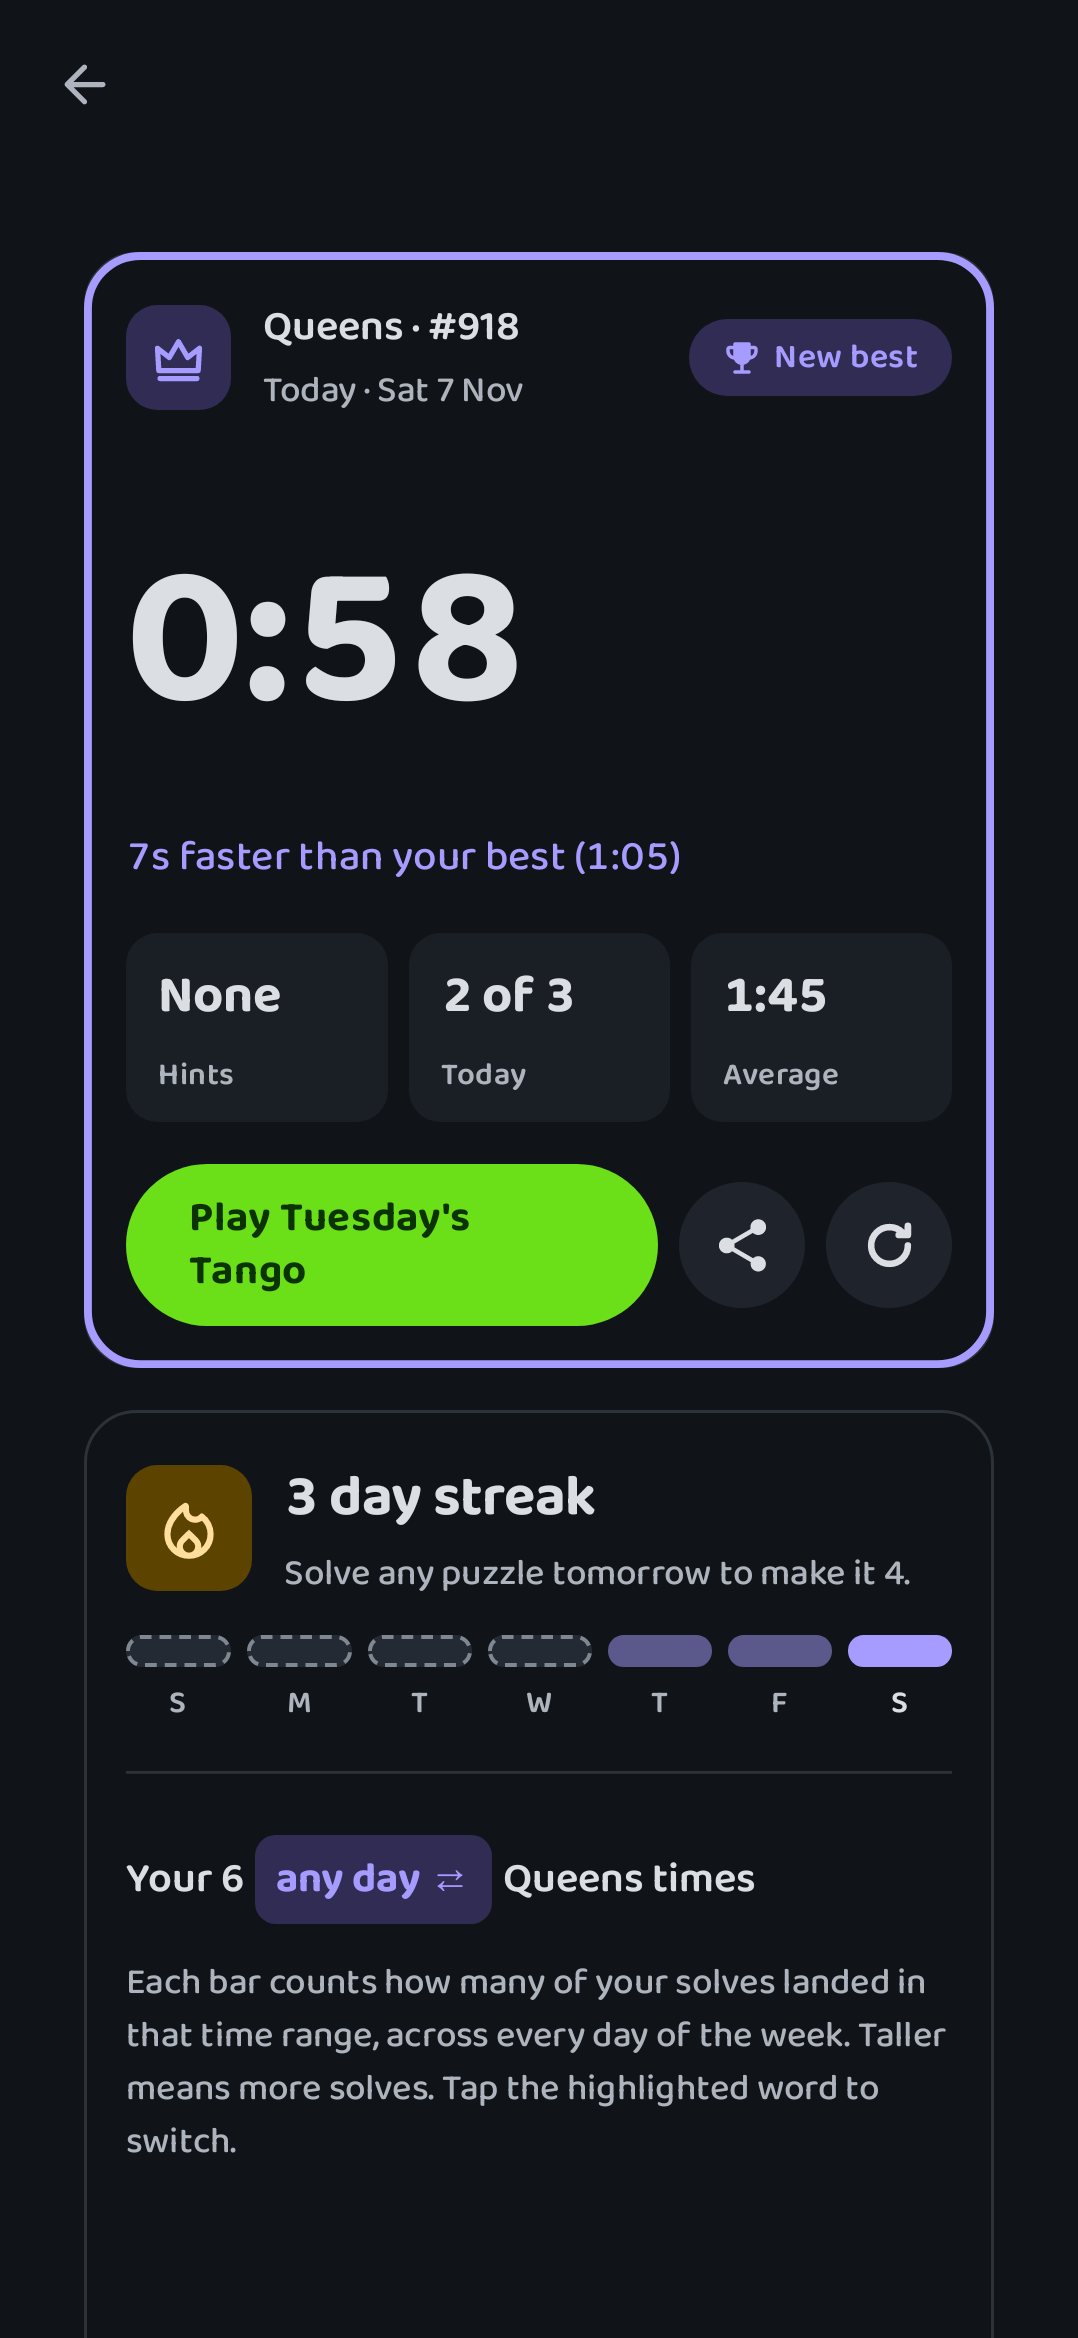 Queens · #918
Today · Sat 7 Nov
New best
0:58
7s faster than your best (1:05)
None
Hints
2 of 3
Today
1:45
Average
Play Tuesday's
Tango
3 day streak
Solve any puzzle tomorrow to make it 4.
S M T W T F S
Your 6 any day ⇄ Queens times
Each bar counts how many of your solves landed in
that time range, across every day of the week. Taller
means more solves. Tap the highlighted word to
switch.